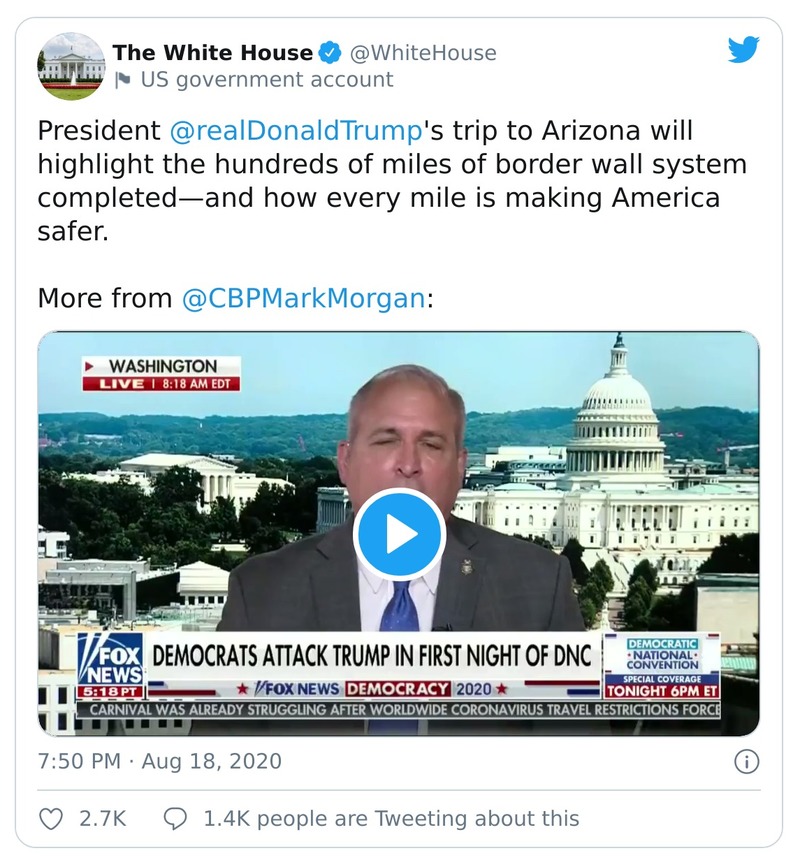 The White House @WhiteHouse
US government account
President @realDonaldTrump's trip to Arizona will
highlight the hundreds of miles of border wall system
completed—and how every mile is making America
safer.
More from @CBPMarkMorgan:
WASHINGTON
LIVE | 8:18 AM EDT
FOX
NEWS
5:18 PT
DEMOCRATS ATTACK TRUMP IN FIRST NIGHT OF DNC
FOX NEWS DEMOCRACY 2020
DEMOCRATIC
NATIONAL
CONVENTION
SPECIAL COVERAGE
TONIGHT 6PM ET
CARNIVAL WAS ALREADY STRUGGLING AFTER WORLDWIDE CORONAVIRUS TRAVEL RESTRICTIONS FORCE
7:50 PM · Aug 18, 2020
2.7K 1.4K people are Tweeting about this